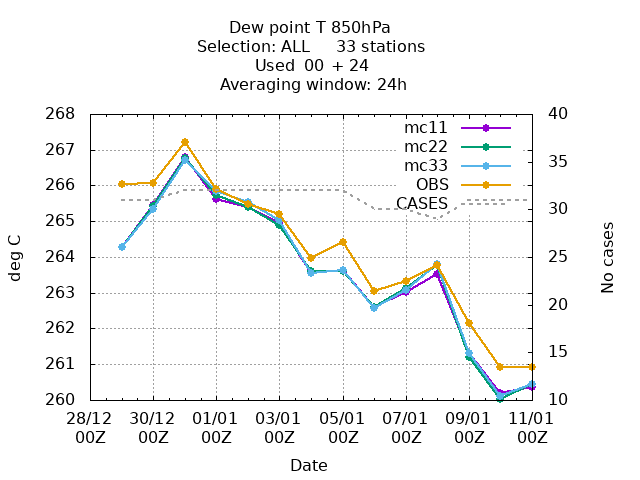 Dew point T 850hPa
Selection: ALL     33 stations
Used  00 + 24
Averaging window: 24h
268
267
266
265
264
263
262
261
260
deg C
40
35
30
25
20
15
10
No cases
mc11
mc22
mc33
OBS
CASES
28/12 30/12 01/01 03/01 05/01 07/01 09/01 11/01
00Z 00Z 00Z 00Z 00Z 00Z 00Z 00Z
Date